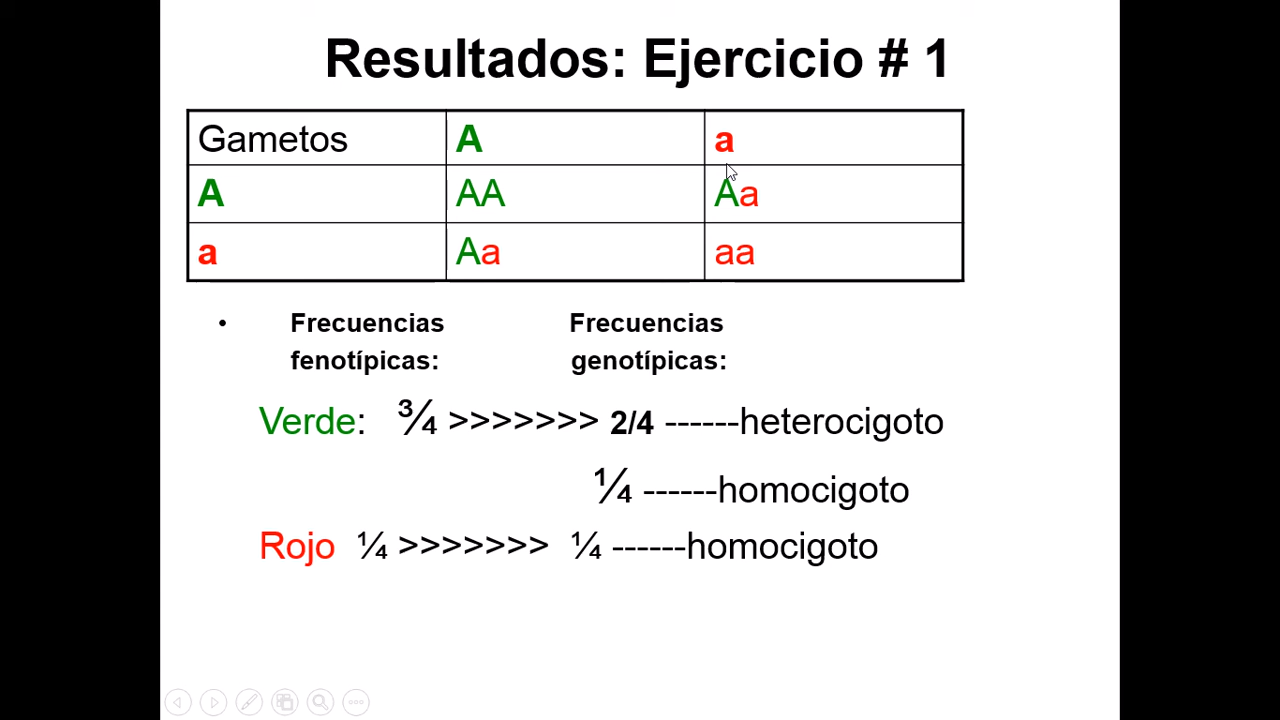 Resultados: Ejercicio # 1
Gametos A a
A AA Aa
a Aa aa
• Frecuencias Frecuencias
fenotípicas: genotípicas:
Verde: ¾ >>>>>>> 2/4 ------heterocigoto
¼ ------homocigoto
Rojo ¼ >>>>>>> ¼ ------homocigoto